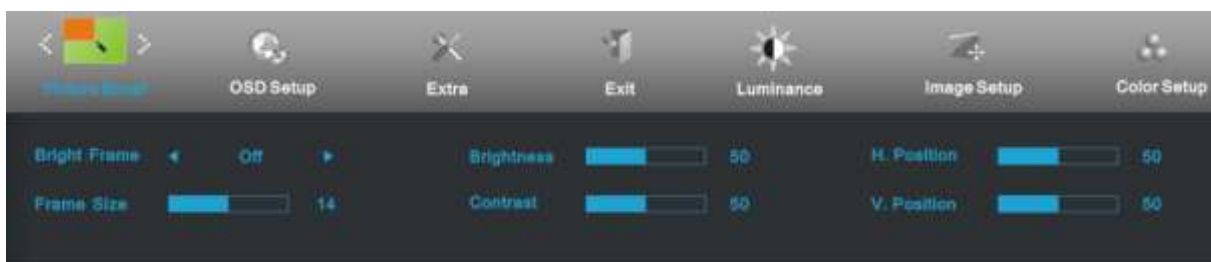 OSD Setup Extra Exit Luminance Image Setup Color Setup
Bright Frame Off Brightness 50 H. Position 50
Frame Size 14 Contrast 50 V. Position 50